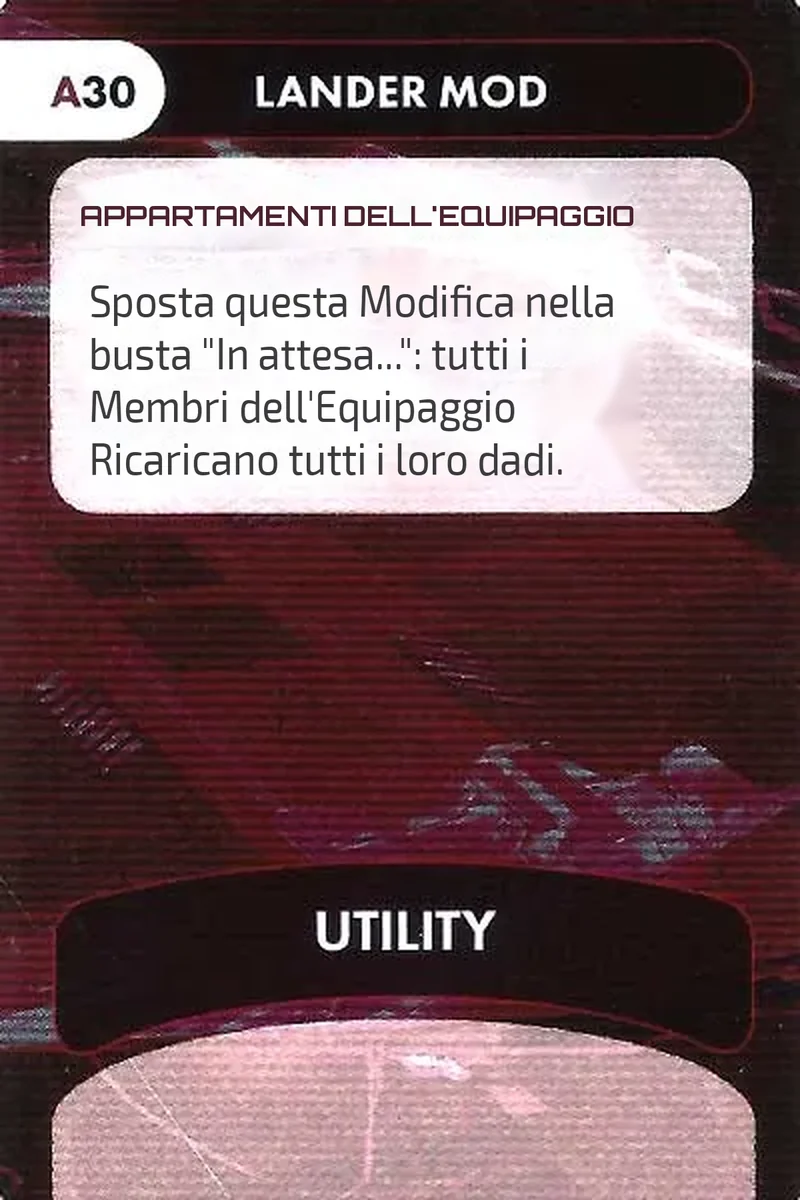 A30
LANDER MOD
APPARTAMENTI DELL'EQUIPAGGIO
Sposta questa Modifica nella
busta "In attesa...": tutti i
Membri dell'Equipaggio
Ricaricano tutti i loro dadi.
UTILITY